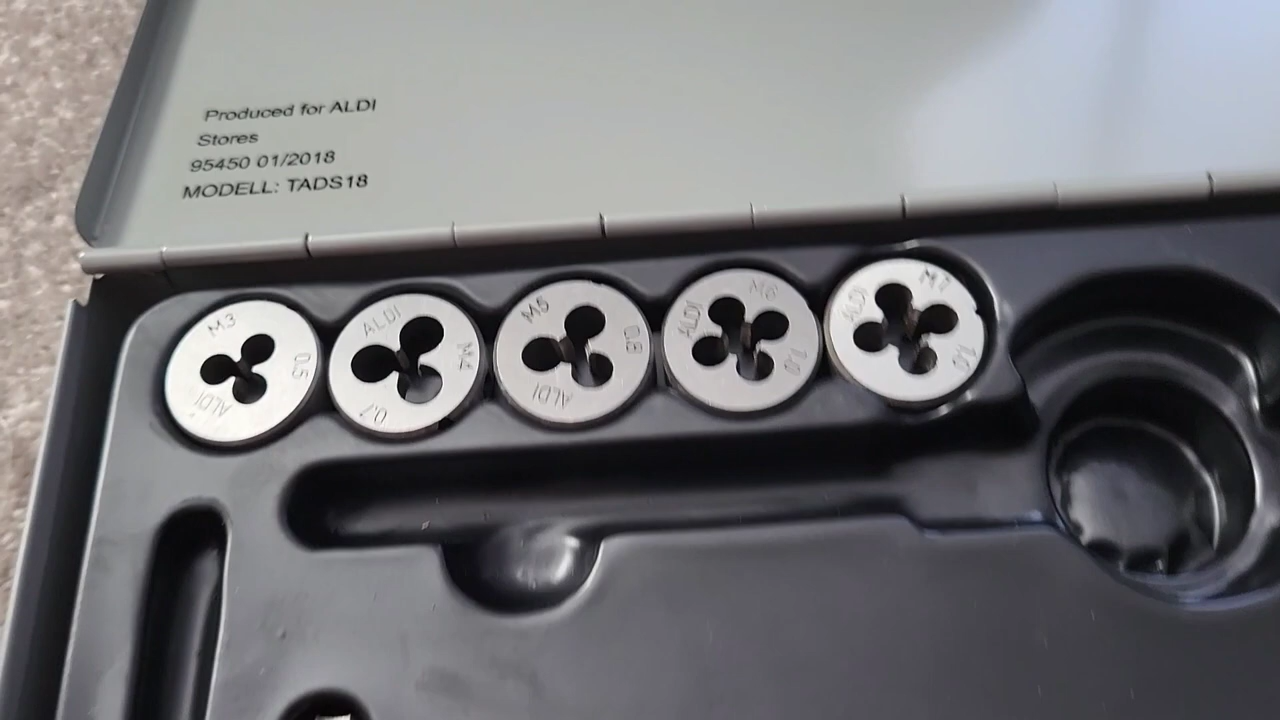 Produced for ALDI
Stores
95450 01/2018
MODELL: TADS18
M3
0.5
ALDI
ALDI
M4
0.7
M5
0.8
ALDI
M6
ALDI
1.0
M7
ALDI
1.0